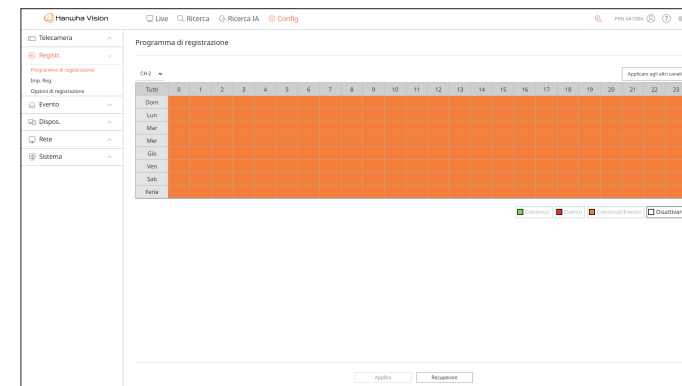 Hanwha Vision
Live Ricerca Ricerca IA Config
PRN-6410B4
Telecamera
Registr.
Programma di registrazione
Imp. Reg.
Opzioni di registrazione
Evento
Dispos.
Rete
Sistema
Programma di registrazione
CH 2
Applicare agli altri canali
Tutti 0 1 2 3 4 5 6 7 8 9 10 11 12 13 14 15 16 17 18 19 20 21 22 23
Dom
Lun
Mar
Mer
Gio
Ven
Sab
Ferie
Continuo Evento Continuo/Evento Disattivare
Applica Recuperare